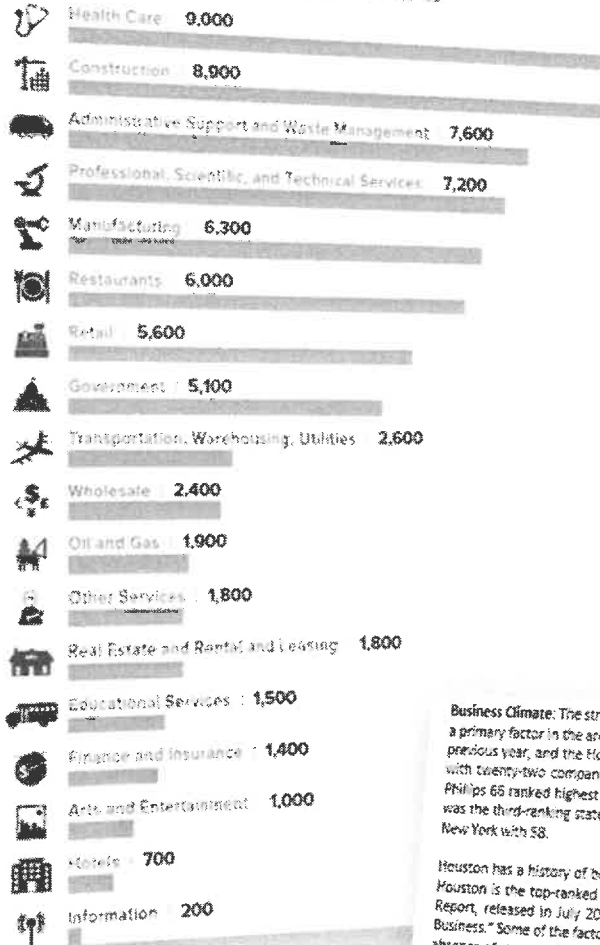 Health Care : 9,000
Construction : 8,900
Administrative Support and Waste Management : 7,600
Professional, Scientific, and Technical Services : 7,200
Manufacturing : 6,300
Restaurants : 6,000
Retail : 5,600
Government : 5,100
Transportation, Warehousing, Utilities : 2,600
Wholesale : 2,400
Oil and Gas : 1,900
Other Services : 1,800
Real Estate and Rental and Leasing : 1,800
Educational Services : 1,500
Finance and Insurance : 1,400
Arts and Entertainment : 1,000
Hotels : 700
Information : 200
Business Climate: The
a primary factor in the
previous year, and the
with twenty-two
Phillips 66 ranked highest
was the third-ranking state
New York with 58.
Houston has a history of
Houston is the top-ranked
Report, released in July
Business." Some of the